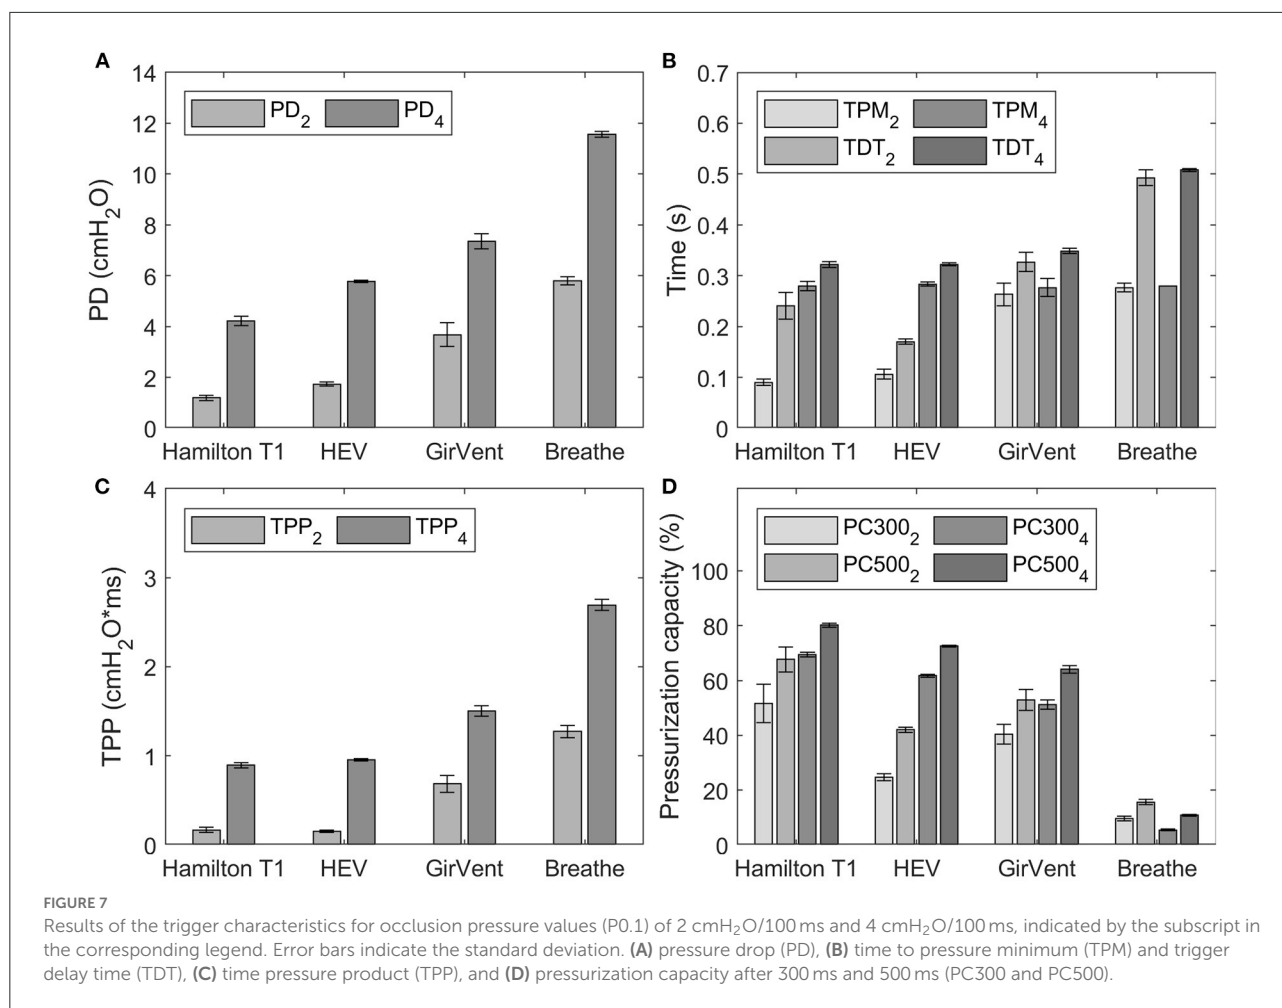 A
14
12
10
8
6
4
2
0
PD (cmH2O)
PD2 PD4
Hamilton T1 HEV GirVent Breathe
B
0.7
0.6
0.5
0.4
0.3
0.2
0.1
0
Time (s)
TPM2 TPM4
TDT2 TDT4
Hamilton T1 HEV GirVent Breathe
C
4
3
2
1
0
TPP (cmH2O*ms)
TPP2 TPP4
Hamilton T1 HEV GirVent Breathe
D
100
80
60
40
20
0
Pressurization capacity (%)
PC3002 PC3004
PC5002 PC5004
Hamilton T1 HEV GirVent Breathe
FIGURE 7
Results of the trigger characteristics for occlusion pressure values (P0.1) of 2 cmH2O/100 ms and 4 cmH2O/100 ms, indicated by the subscript in
the corresponding legend. Error bars indicate the standard deviation. (A) pressure drop (PD), (B) time to pressure minimum (TPM) and trigger
delay time (TDT), (C) time pressure product (TPP), and (D) pressurization capacity after 300 ms and 500 ms (PC300 and PC500).